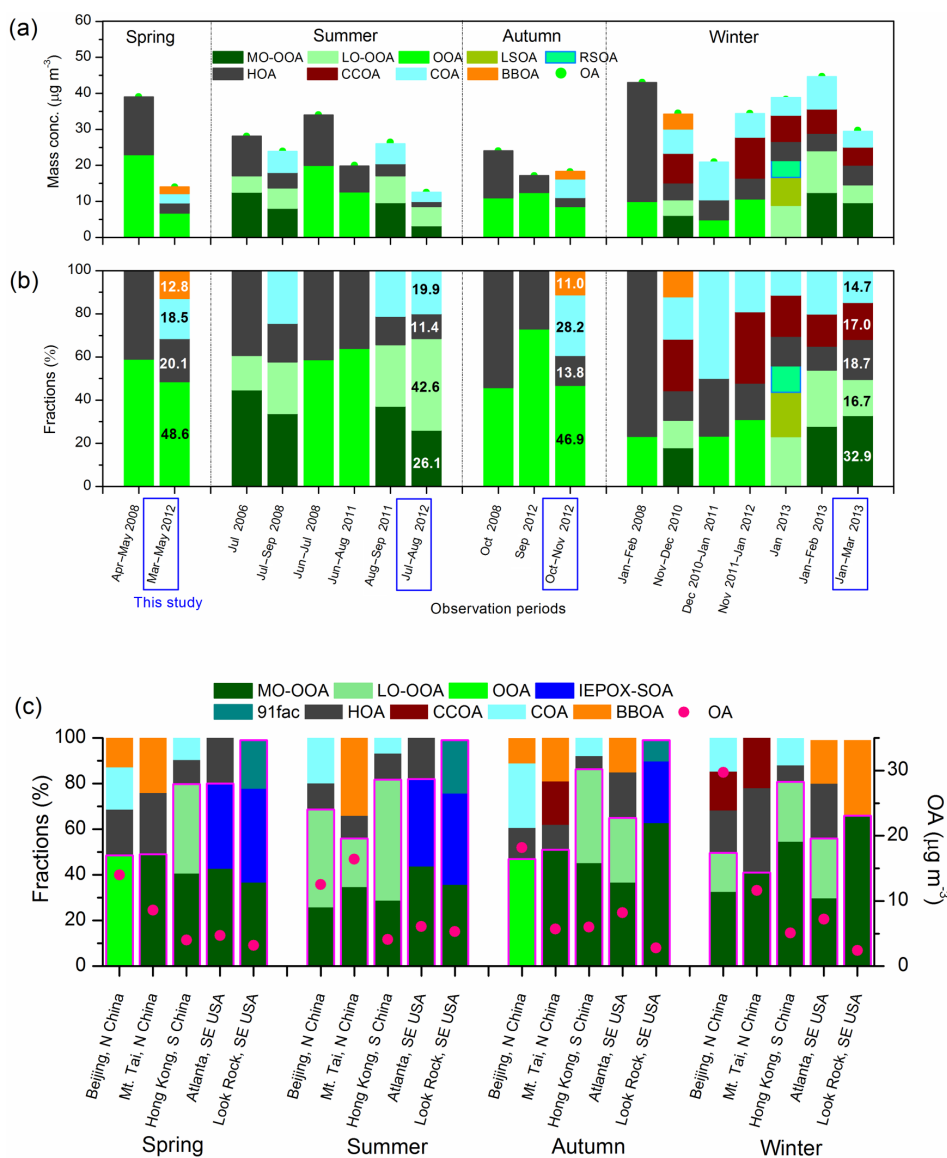 (a)
Mass conc. (μg m-3)
60
50
40
30
20
10
0
Spring
Summer
Autumn
Winter
MO-OOA LO-OOA OOA LSOA RSOA
HOA CCOA COA BBOA OA
(b)
Fractions (%)
100
80
60
40
20
0
12.8
18.5
20.1
48.6
19.9
11.4
42.6
26.1
11.0
28.2
13.8
46.9
14.7
17.0
18.7
16.7
32.9
Apr–May 2008
Mar–May 2012
Jul 2006
Jul–Sep 2008
Jun–Jul 2008
Jun–Aug 2011
Aug–Sep 2011
Jul–Aug 2012
Oct 2008
Sep 2012
Oct–Nov 2012
Jan–Feb 2008
Nov–Dec 2010
Dec 2010–Jan 2011
Nov 2011–Jan 2012
Jan 2013
Jan–Feb 2013
Jan–Mar 2013
This study
Observation periods
MO-OOA LO-OOA OOA IEPOX-SOA
91fac HOA CCOA COA BBOA OA
(c)
Fractions (%)
100
80
60
40
20
0
OA (μg m-3)
30
20
10
0
Beijing, N China
Mt. Tai, N China
Hong Kong, S China
Atlanta, SE USA
Look Rock, SE USA
Beijing, N China
Mt. Tai, N China
Hong Kong, S China
Atlanta, SE USA
Look Rock, SE USA
Beijing, N China
Mt. Tai, N China
Hong Kong, S China
Atlanta, SE USA
Look Rock, SE USA
Beijing, N China
Mt. Tai, N China
Hong Kong, S China
Atlanta, SE USA
Look Rock, SE USA
Spring
Summer
Autumn
Winter